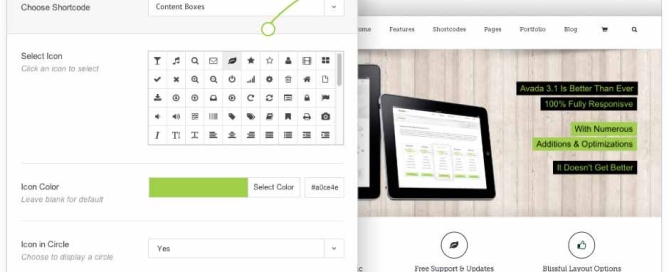 Choose Shortcode
Content Boxes
Select Icon
Click an icon to select
Icon Color
Leave blank for default
Select Color
#a0ce4e
Icon in Circle
Choose to display a circle
Yes
ome Features Shortcodes Pages Portfolio Blog
Avada 3.1 Is Better Than Ever
100% Fully Responisve
With Numerous
Additions & Optimizations
It Doesn't Get Better
Free Support & Updates
Blissful Layout Options